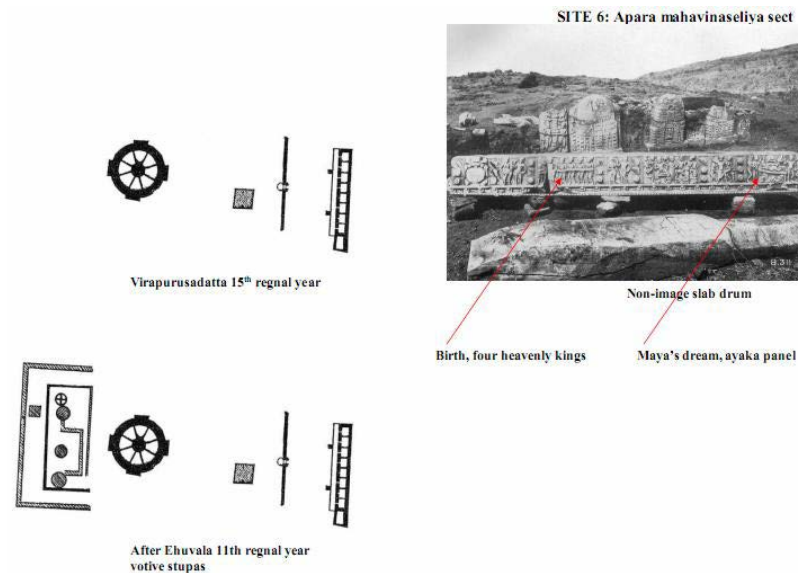 SITE 6: Apara mahavinaseliya sect
Virapurusadatta 15th regnal year
B.311
Non-image slab drum
Birth, four heavenly kings
Maya's dream, ayaka panel
After Ehuvala 11th regnal year
votive stupas